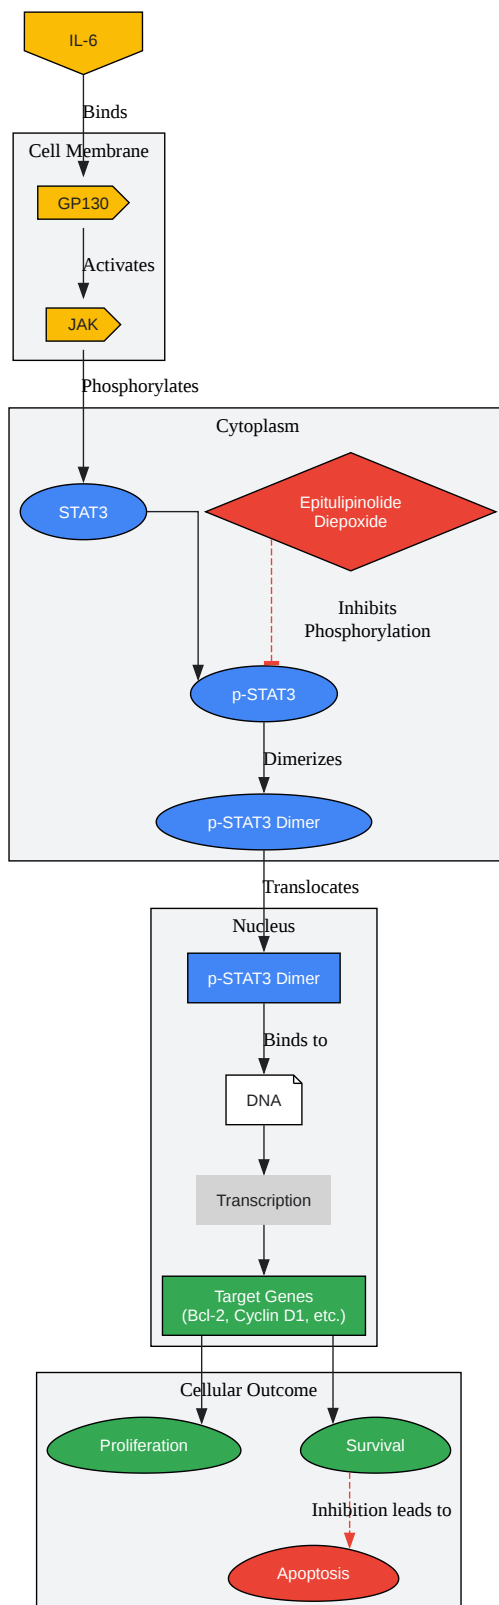 IL-6
Binds
Cell Membrane
GP130
Activates
JAK
Phosphorylates
Cytoplasm
STAT3
Epitulipinolide
Diepoxide
Inhibits
Phosphorylation
p-STAT3
Dimerizes
p-STAT3 Dimer
Translocates
Nucleus
p-STAT3 Dimer
Binds to
DNA
Transcription
Target Genes
(Bcl-2, Cyclin D1, etc.)
Cellular Outcome
Proliferation
Survival
Inhibition leads to
Apoptosis